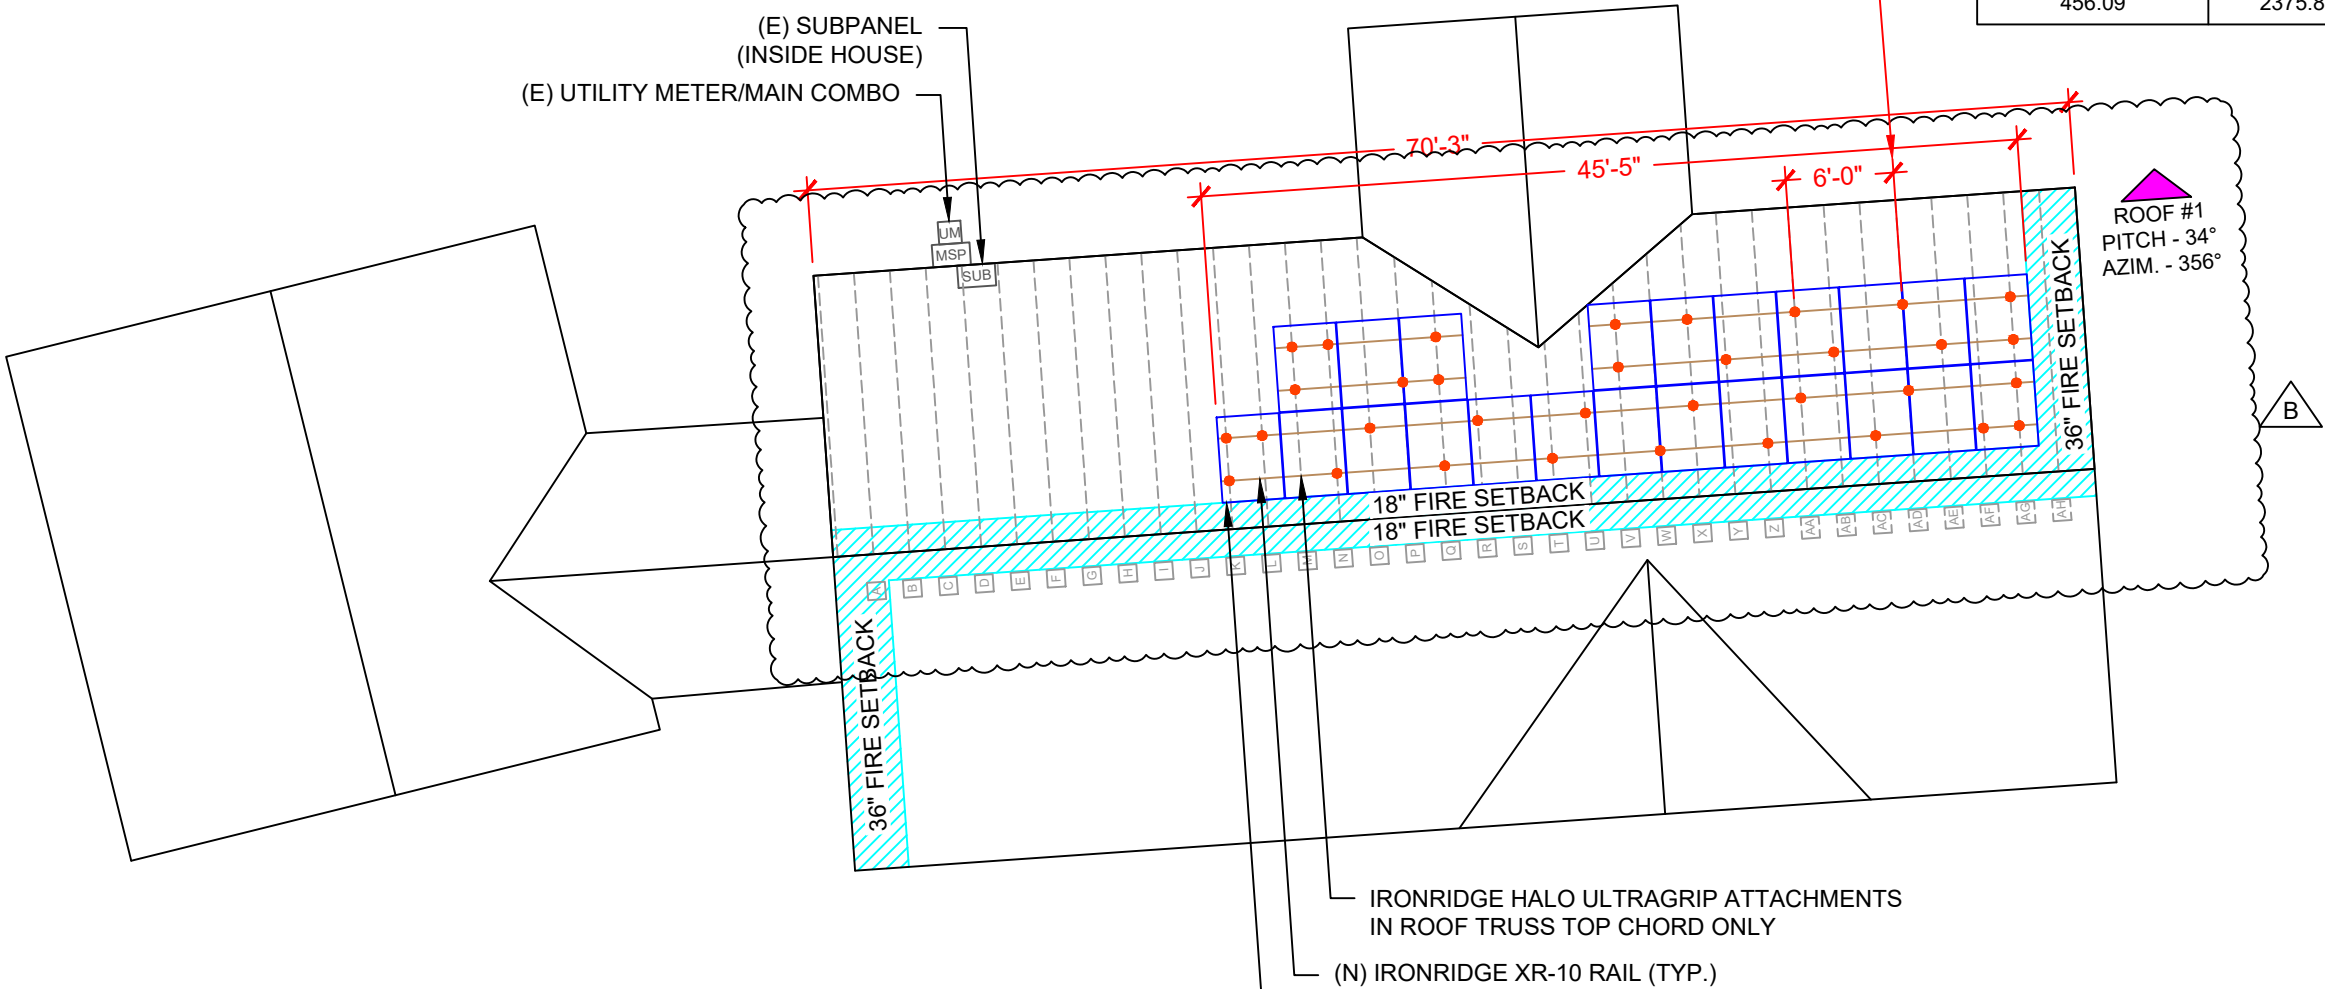 (E) SUBPANEL
(INSIDE HOUSE)
(E) UTILITY METER/MAIN COMBO
456.09
2375.8
70'-3"
45'-5"
6'-0"
UM
MSP
SUB
ROOF #1
PITCH - 34°
AZIM. - 356°
36" FIRE SETBACK
B
18" FIRE SETBACK
18" FIRE SETBACK
A
B
C
D
E
F
G
H
I
J
K
L
M
N
O
P
Q
R
S
T
U
V
W
X
Y
Z
AA
AB
AC
AD
AE
AF
AG
AH
36" FIRE SETBACK
IRONRIDGE HALO ULTRAGRIP ATTACHMENTS
IN ROOF TRUSS TOP CHORD ONLY
(N) IRONRIDGE XR-10 RAIL (TYP.)